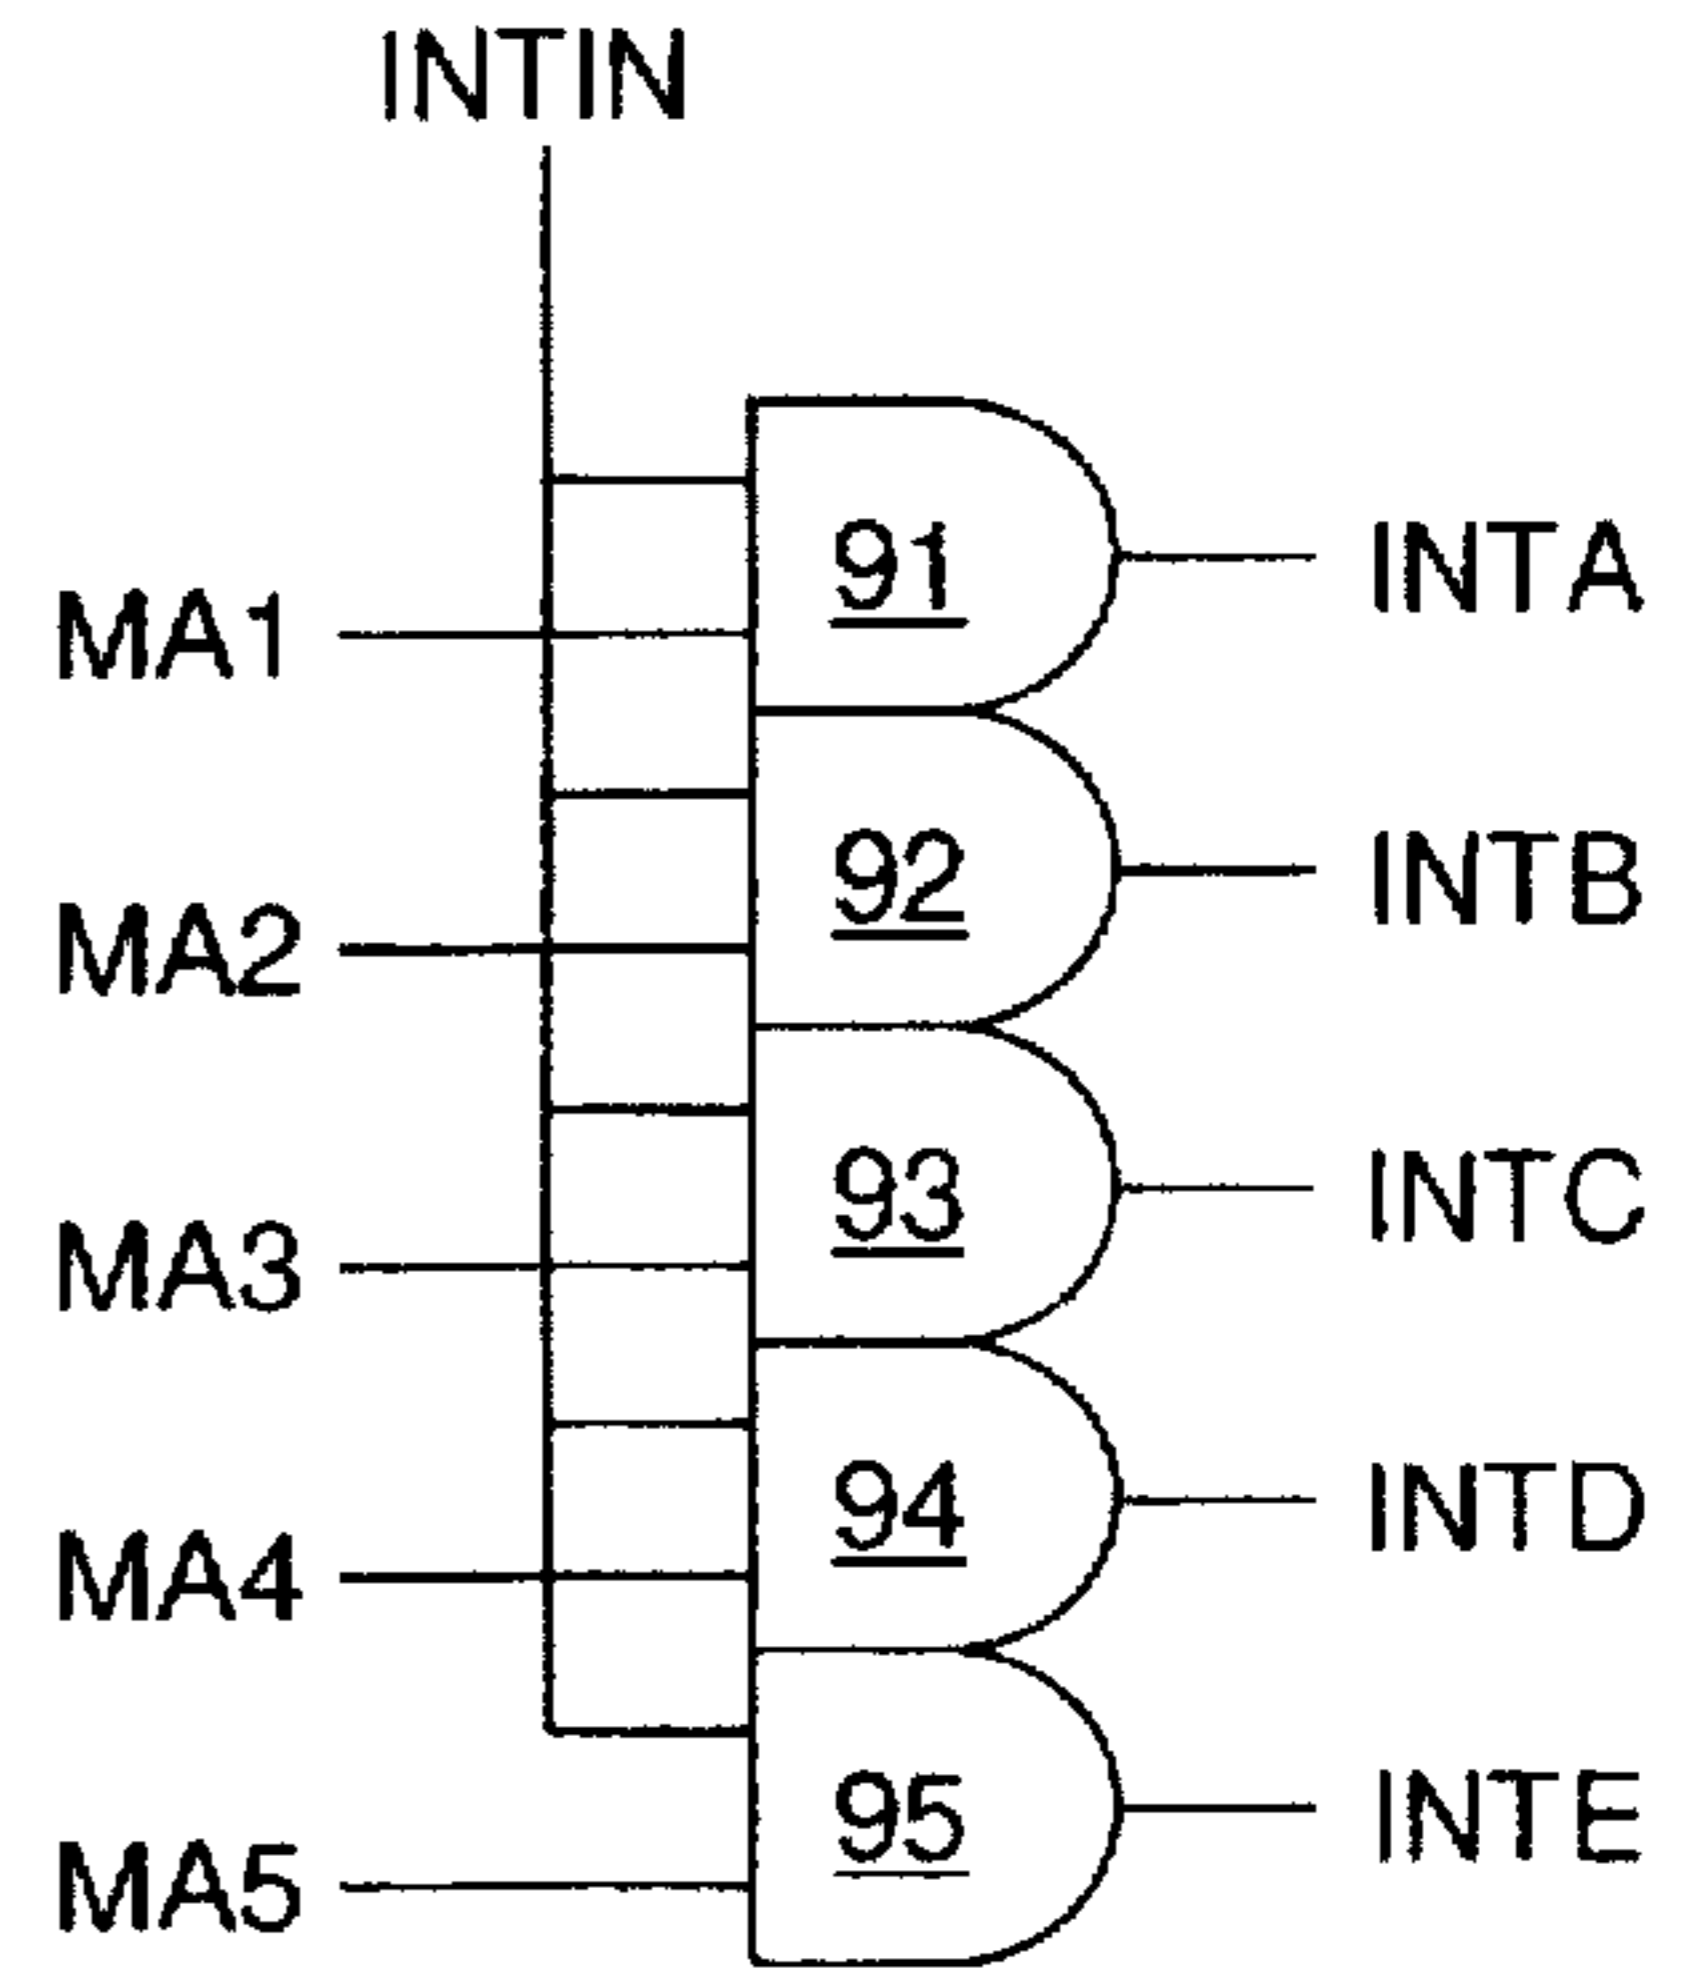 INTIN
91
INTA
MA1
92
INTB
MA2
93
INTC
MA3
94
INTD
MA4
95
INTE
MA5